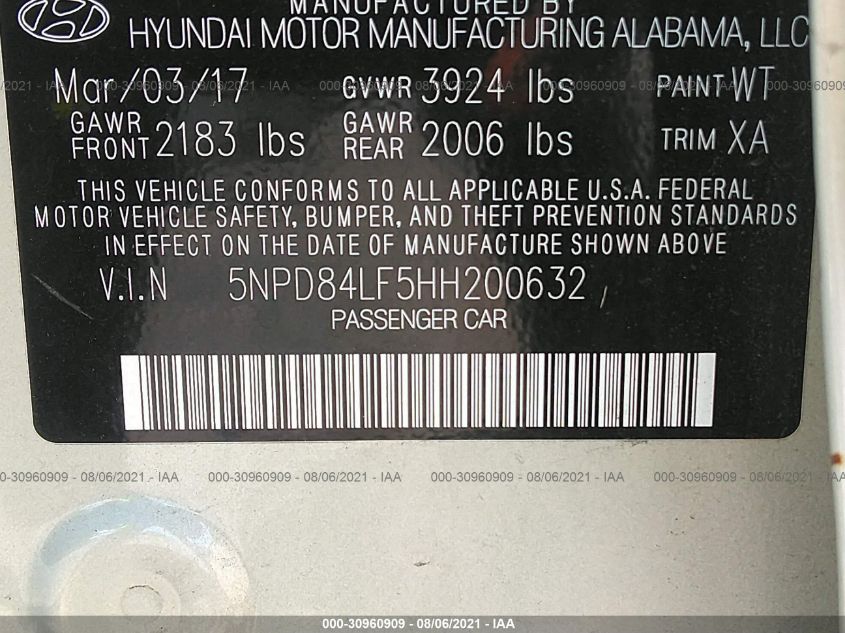 MANUFACTURED BY
HYUNDAI MOTOR MANUFACTURING ALABAMA, LLC
Mar/03/17 GVWR 3924 lbs PAINT WT
GAWR FRONT 2183 lbs GAWR REAR 2006 lbs TRIM XA
THIS VEHICLE CONFORMS TO ALL APPLICABLE U.S.A. FEDERAL
MOTOR VEHICLE SAFETY, BUMPER, AND THEFT PREVENTION STANDARDS
IN EFFECT ON THE DATE OF MANUFACTURE SHOWN ABOVE.
V.I.N 5NPD84LF5HH200632
PASSENGER CAR
000-30960909 - 08/06/2021 - IAA